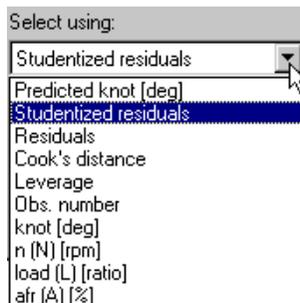 Select using:
Studentized residuals
Predicted knot [deg]
Studentized residuals
Residuals
Cook's distance
Leverage
Obs. number
knot [deg]
n (N) [rpm]
load (L) [ratio]
afr (A) [%]